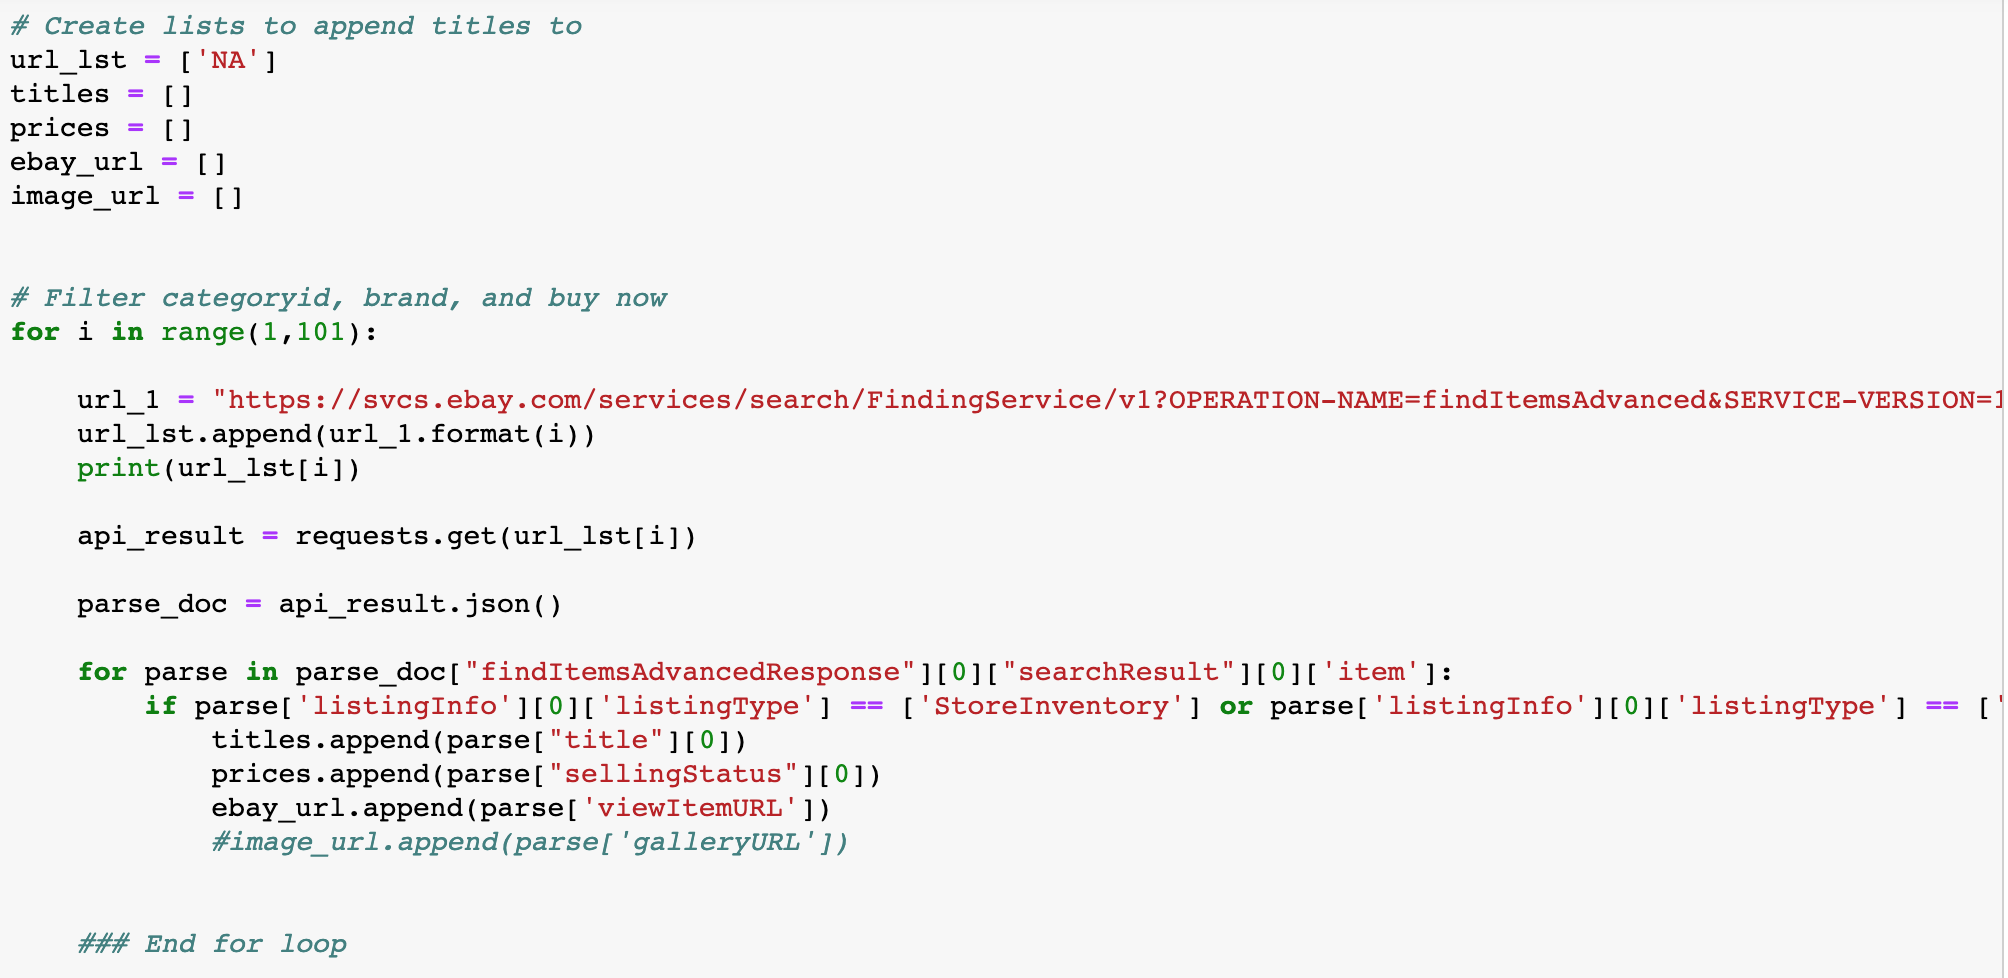 # Create lists to append titles to
url_lst = ['NA']
titles = []
prices = []
ebay_url = []
image_url = []
# Filter categoryid, brand, and buy now
for i in range(1,101):
url_1 = "https://svcs.ebay.com/services/search/FindingService/v1?OPERATION-NAME=findItemsAdvanced&SERVICE-VERSION=1
url_lst.append(url_1.format(i))
print(url_lst[i])
api_result = requests.get(url_lst[i])
parse_doc = api_result.json()
for parse in parse_doc["findItemsAdvancedResponse"][0]["searchResult"][0]['item']:
if parse['listingInfo'][0]['listingType'] == ['StoreInventory'] or parse['listingInfo'][0]['listingType'] == ['
titles.append(parse["title"][0])
prices.append(parse["sellingStatus"][0])
ebay_url.append(parse['viewItemURL'])
#image_url.append(parse['galleryURL'])
### End for loop